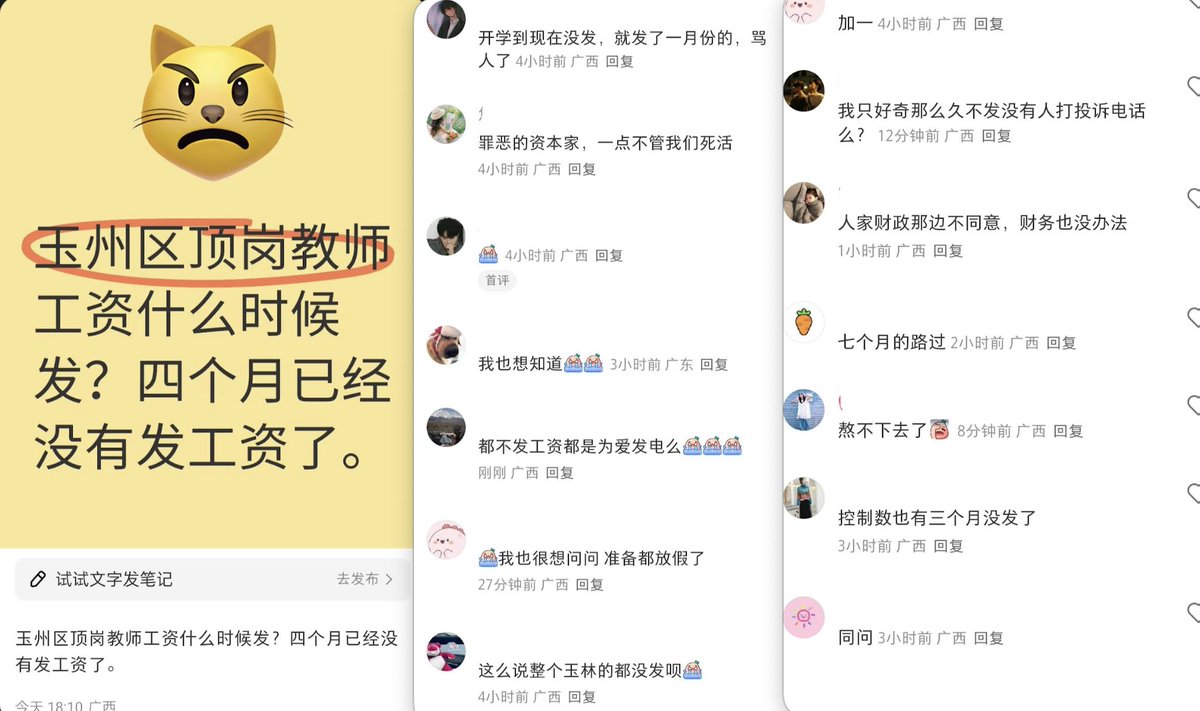 玉州区顶岗教师
工资什么时候
发？四个月已经
没有发工资了。
试试文字发笔记
去发布
玉州区顶岗教师工资什么时候发？四个月已经没
有发工资了。
今天 18:10 广西
开学到现在没发，就发了一月份的，骂
人了 4小时前 广西 回复
罪恶的资本家，一点不管我们死活
4小时前 广西 回复
4小时前 广西 回复
首评
我也想知道 3小时前 广东 回复
都不发工资都是为爱发电么
刚刚 广西 回复
我也很想问问 准备都放假了
27分钟前 广西 回复
这么说整个玉林的都没发呗
4小时前 广西 回复
加一 4小时前 广西 回复
我只好奇那么久不发没有人打投诉电话
么？ 12分钟前 广西 回复
人家财政那边不同意，财务也没办法
1小时前 广西 回复
七个月的路过 2小时前 广西 回复
熬不下去了 8分钟前 广西 回复
控制数也有三个月没发了
3小时前 广西 回复
同问 3小时前 广西 回复